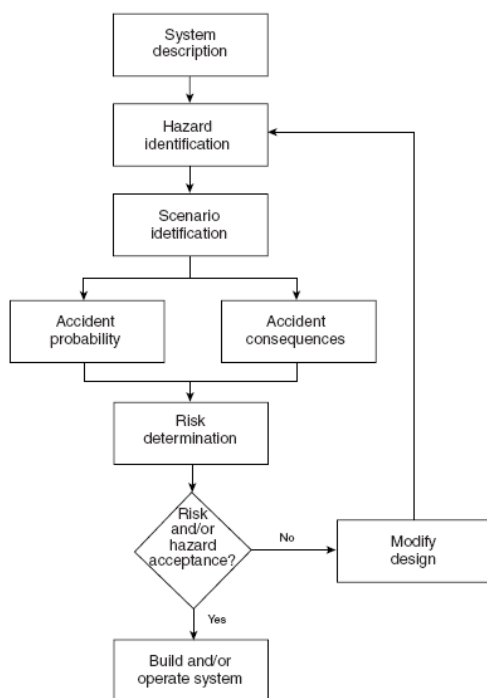 System
description
Hazard
identification
Scenario
idetification
Accident
probability
Accident
consequences
Risk
determination
Risk
and/or
hazard
acceptance?
No
Modify
design
Yes
Build and/or
operate system